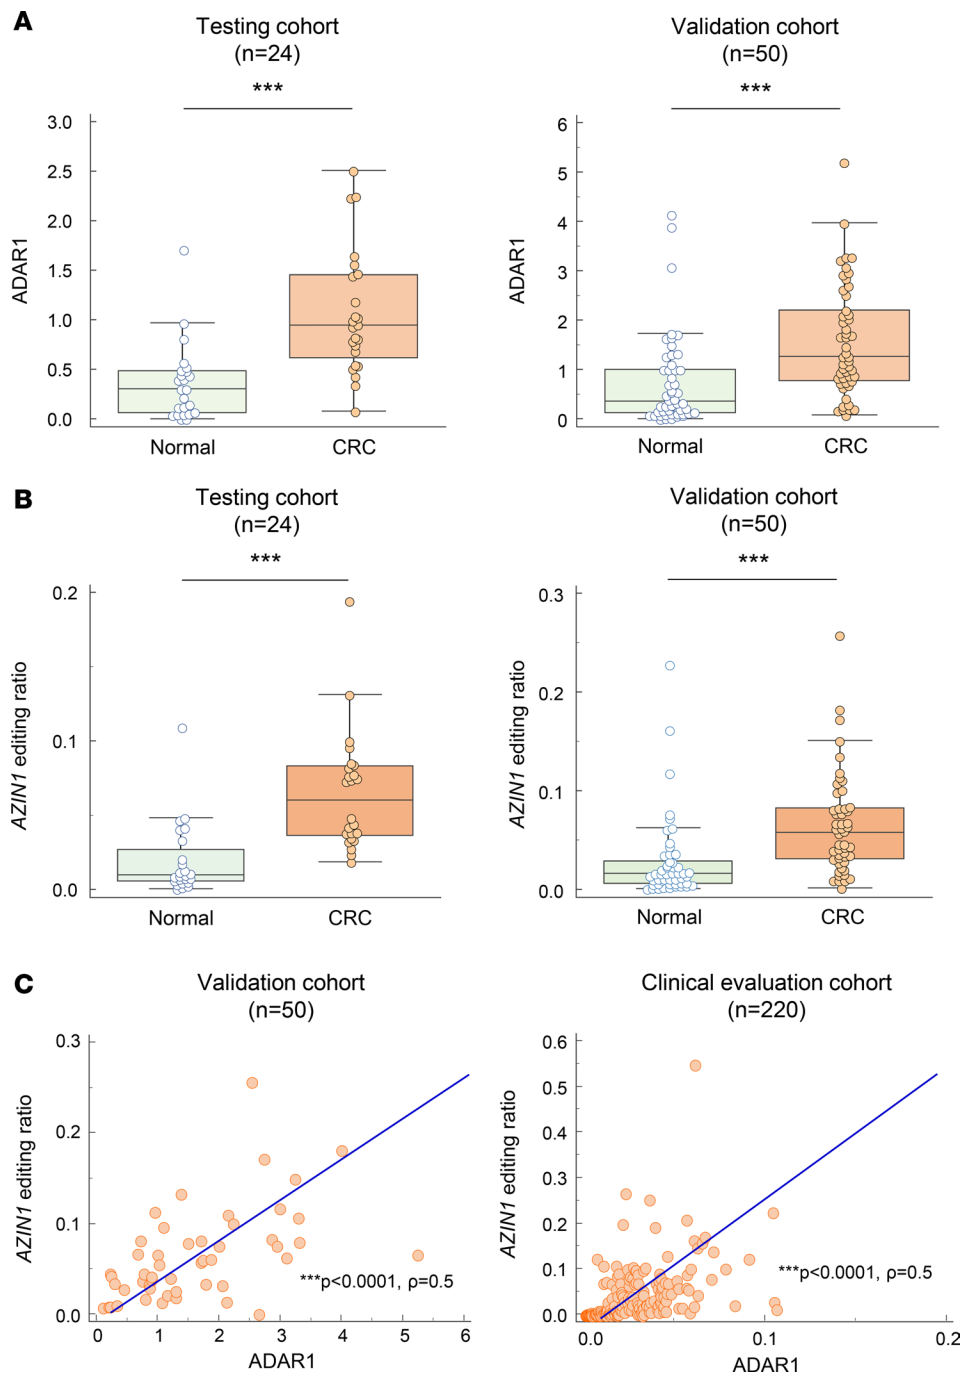 A
Testing cohort
(n=24)
***
ADAR1
3.0
2.5
2.0
1.5
1.0
0.5
0.0
Normal
CRC
Validation cohort
(n=50)
***
ADAR1
6
5
4
3
2
1
0
Normal
CRC
B
Testing cohort
(n=24)
***
AZIN1 editing ratio
0.2
0.1
0.0
Normal
CRC
Validation cohort
(n=50)
***
AZIN1 editing ratio
0.3
0.2
0.1
0.0
Normal
CRC
C
Validation cohort
(n=50)
AZIN1 editing ratio
0.3
0.2
0.1
0.0
***p<0.0001, ρ=0.5
0 1 2 3 4 5 6
ADAR1
Clinical evaluation cohort
(n=220)
AZIN1 editing ratio
0.6
0.5
0.4
0.3
0.2
0.1
0.0
***p<0.0001, ρ=0.5
0.0 0.1 0.2
ADAR1